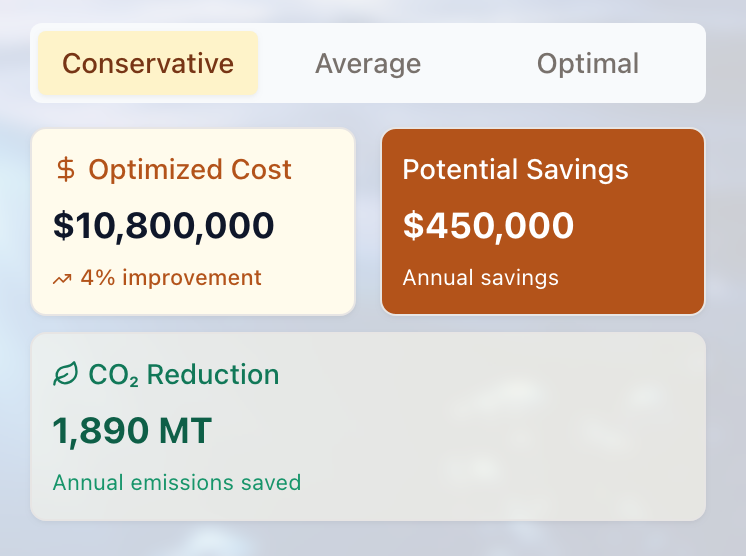 Conservative Average Optimal
Optimized Cost
$10,800,000
4% improvement
Potential Savings
$450,000
Annual savings
CO₂ Reduction
1,890 MT
Annual emissions saved